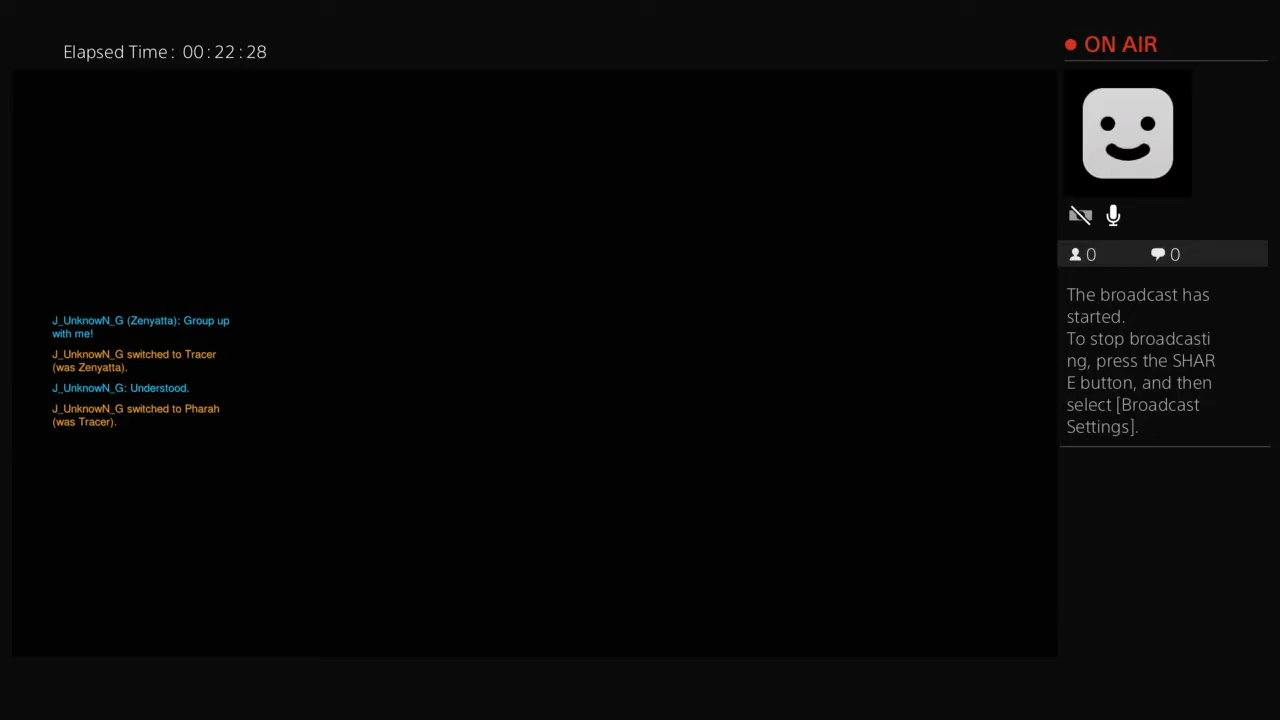 Elapsed Time: 00:22:28
ON AIR
0 0
The broadcast has
started.
To stop broadcasti
ng, press the SHAR
E button, and then
select [Broadcast
Settings].
J_UnknowN_G (Zenyatta): Group up
with me!
J_UnknowN_G switched to Tracer
(was Zenyatta).
J_UnknowN_G: Understood.
J_UnknowN_G switched to Pharah
(was Tracer).